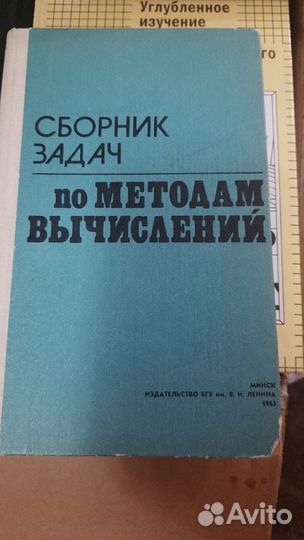 Углубленное
изучение
СБОРНИК
ЗАДАЧ
по МЕТОДАМ
ВЫЧИСЛЕНИЙ
МИНСК
ИЗДАТЕЛЬСТВО БГУ им. В. И. ЛЕНИНА
1983
Avito